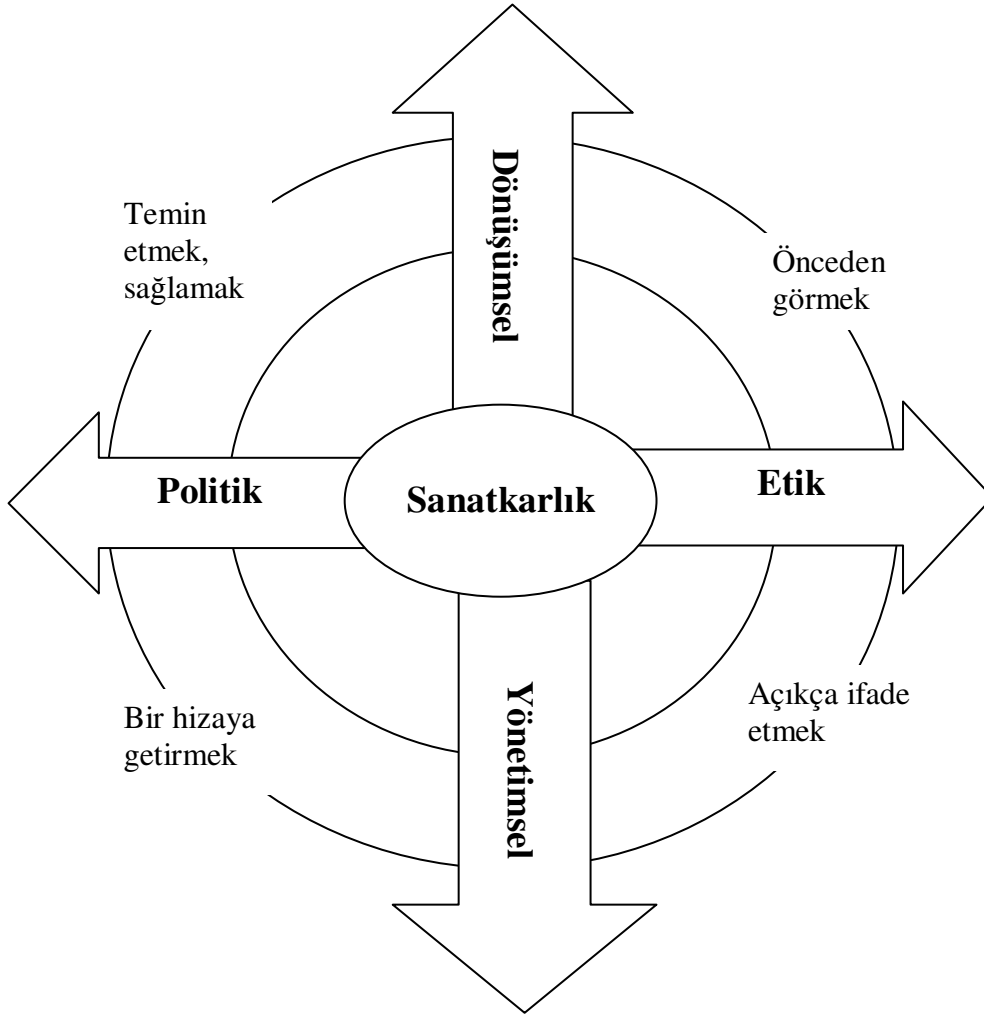 Dönüşümsel
Temin
etmek,
sağlamak
Önceden
görmek
Politik
Sanatkarlık
Etik
Bir hizaya
getirmek
Yönetimsel
Açıkça ifade
etmek